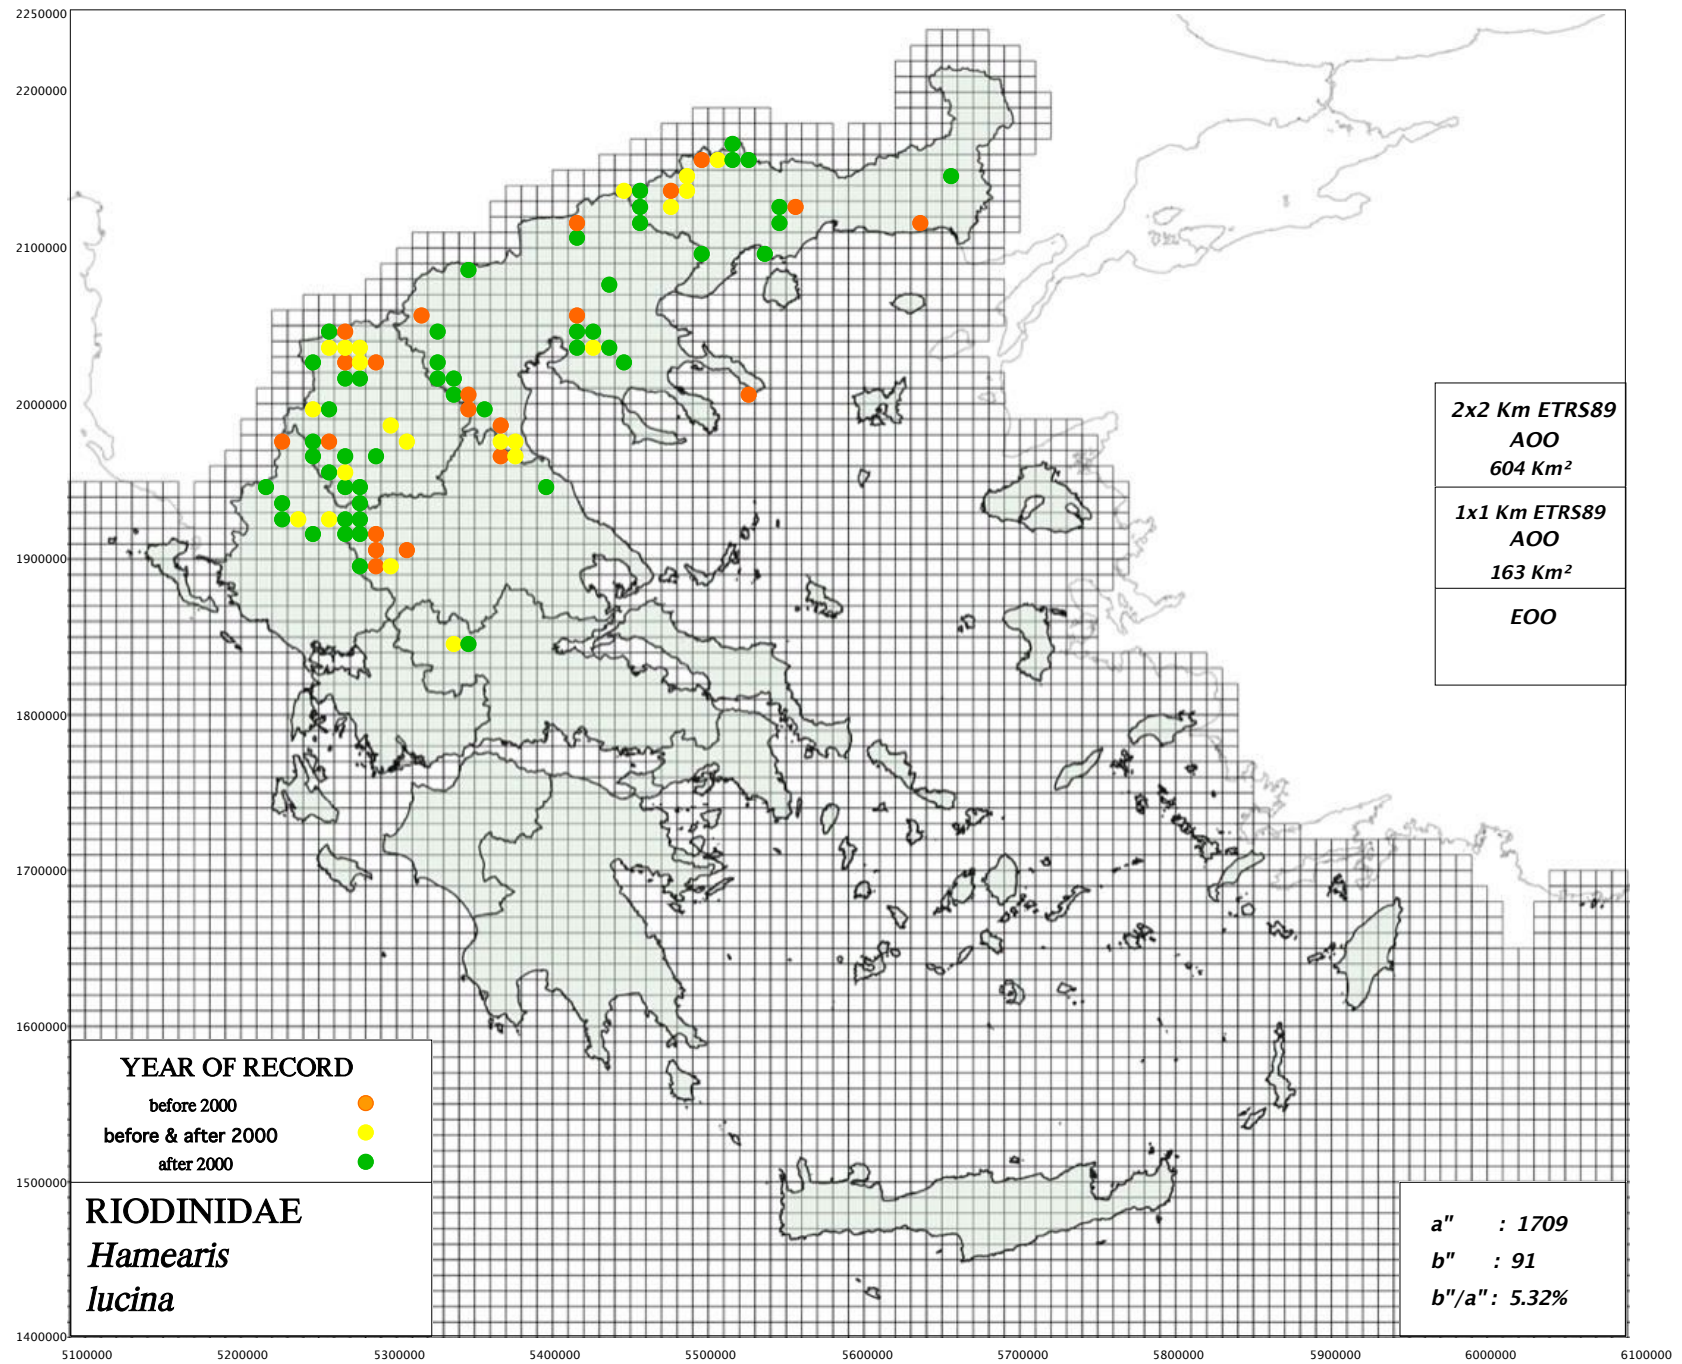 2250000
2200000
2100000
2000000
1900000
1800000
1700000
1600000
1500000
1400000
5100000 5200000 5300000 5400000 5500000 5600000 5700000 5800000 5900000 6000000 6100000
2x2 Km ETRS89
AOO
604 Km²
1x1 Km ETRS89
AOO
163 Km²
EOO
YEAR OF RECORD
before 2000
before & after 2000
after 2000
RIODINIDAE
Hamearis
lucina
a" : 1709
b" : 91
b"/a" : 5.32%